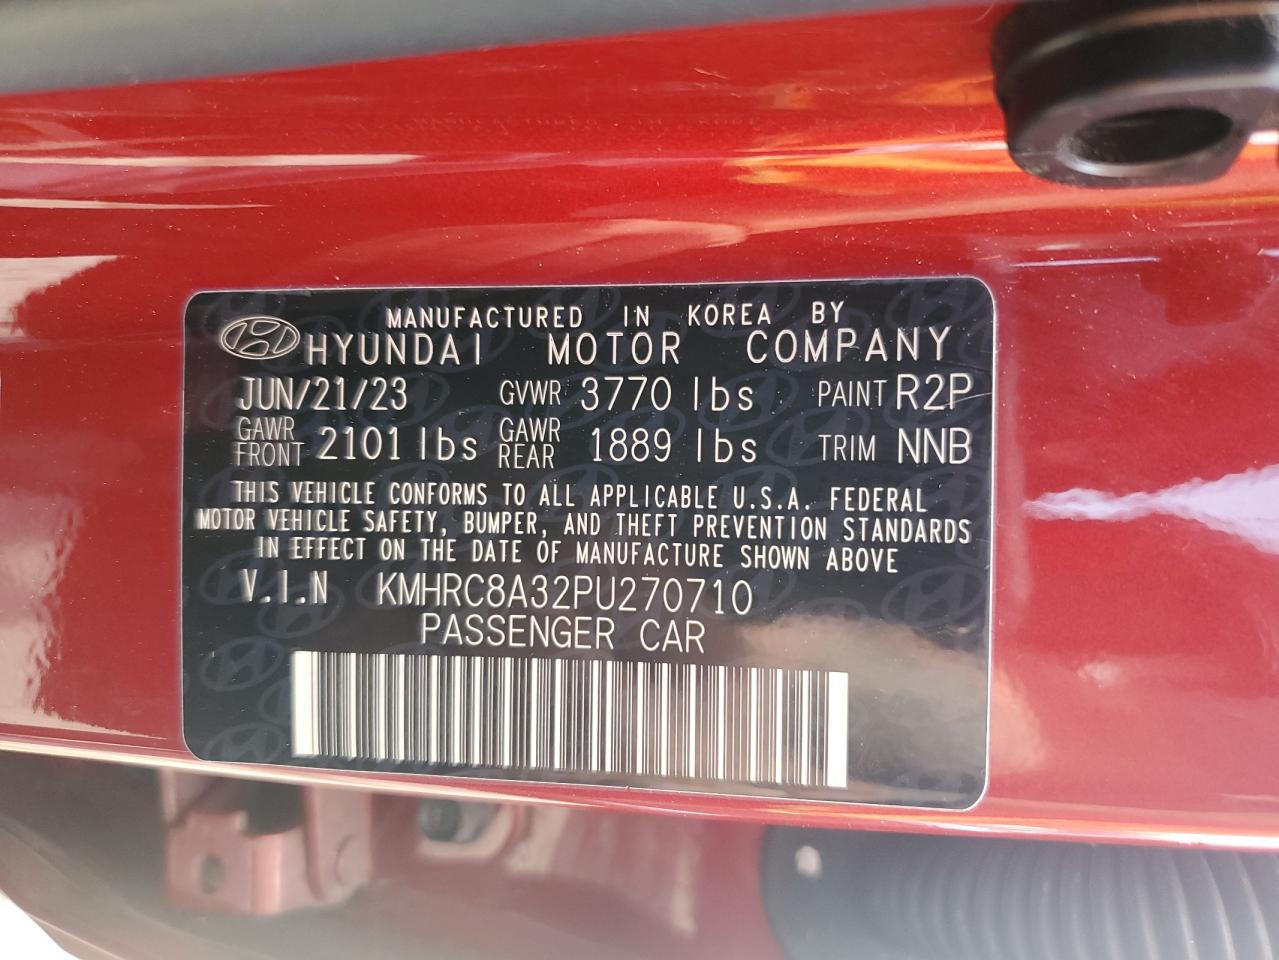 MANUFACTURED IN KOREA BY
HYUNDAI MOTOR COMPANY
JUN/21/23 GVWR 3770 lbs PAINT R2P
GAWR FRONT 2101 lbs GAWR REAR 1889 lbs TRIM NNB
THIS VEHICLE CONFORMS TO ALL APPLICABLE U.S.A. FEDERAL
MOTOR VEHICLE SAFETY, BUMPER, AND THEFT PREVENTION STANDARDS
IN EFFECT ON THE DATE OF MANUFACTURE SHOWN ABOVE
V.I.N KMHRC8A32PU270710
PASSENGER CAR